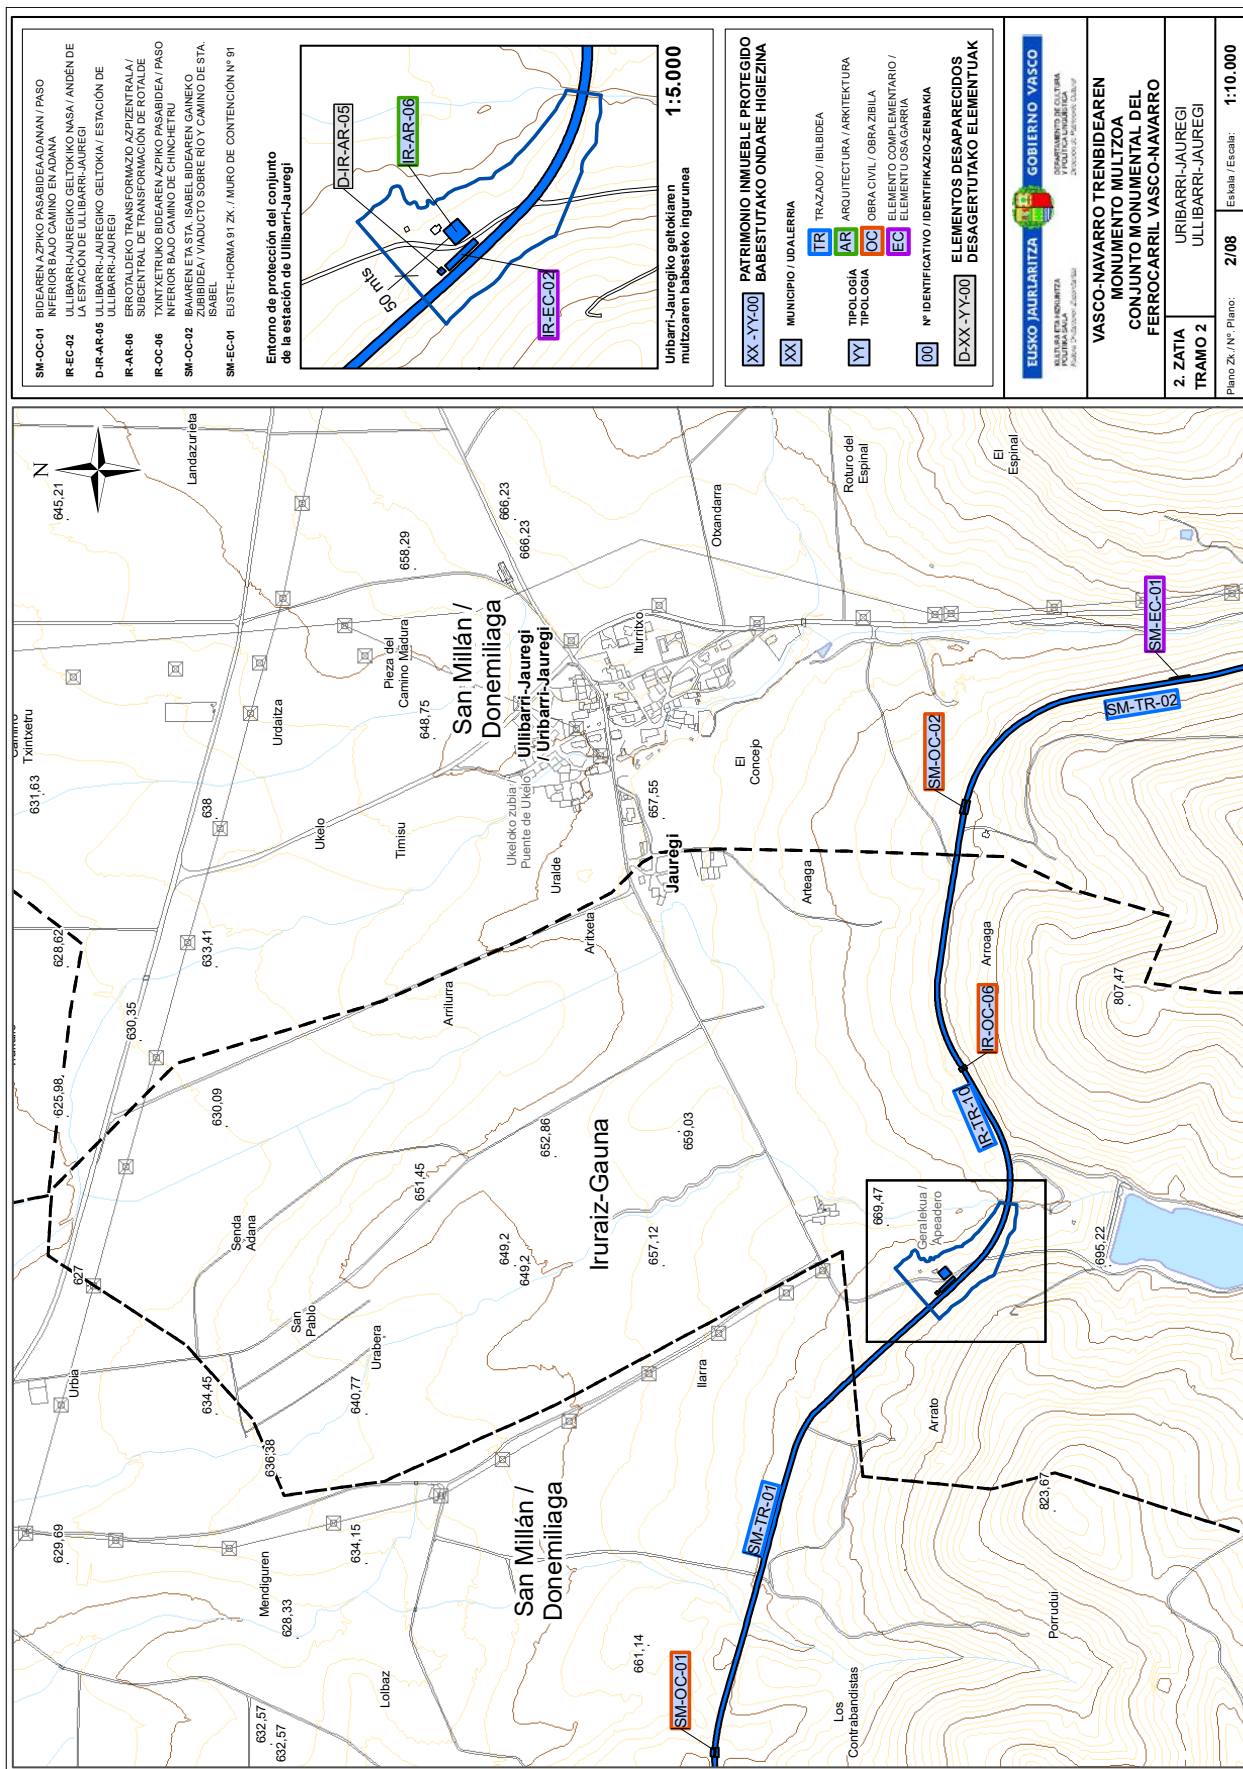 SM-OC-01 BIDEAREN AZPIKO PASABIDEA ADANAN / PASO
INFERIOR BAJO CAMINO EN ADANA
IR-EC-02 ULLIBARRI-JAUREGIKO GELTOKIKO NASA / ANDÉN DE
LA ESTACIÓN DE ULLIBARRI-JAUREGI
D-IR-AR-05 ULLIBARRI-JAUREGIKO GELTOKIA / ESTACIÓN DE
ULLIBARRI-JAUREGI
IR-AR-06 ERROTALDEKO TRANSFORMAZIO AZPIZENTRALA /
SUBCENTRAL DE TRANSFORMACIÓN DE ROTALDE
IR-OC-06 TXINTXETRUKO BIDEAREN AZPIKO PASABIDEA / PASO
INFERIOR BAJO CAMINO DE CHINCHETRU
SM-OC-02 BAIAREN ETA STA. ISABEL BIDEAREN GAINEKO
ZUBIBIDEA / VIADUCTO SOBRE RÍO Y CAMINO DE STA.
ISABEL
SM-EC-01 EUSTE-HORMA 91 ZK. / MURO DE CONTENCIÓN Nº 91
Entorno de protección del conjunto
de la estación de Ullibarri-Jauregi
D-IR-AR-05
IR-AR-06
50 mts
IR-EC-02
Uribarri-Jauregiko geltokiaren
multzoaren babesteko ingurunea
1:5.000
XX -YY-00
PATRIMONIO INMUEBLE PROTEGIDO
BABESTUTAKO ONDARE HIGIEZINA
XX
MUNICIPIO / UDALERRIA
YY
TIPOLOGÍA
TIPOLOGIA
TR
TRAZADO / IBILBIDEA
AR
ARQUITECTURA / ARKITEKTURA
OC
OBRA CIVIL / OBRA ZIBILA
EC
ELEMENTO COMPLEMENTARIO /
ELEMENTU OSAGARRIA
00
Nº IDENTIFICATIVO / IDENTIFIKAZIO-ZENBAKIA
D-XX -YY-00
ELEMENTOS DESAPARECIDOS
DESAGERTUTAKO ELEMENTUAK
EUSKO JAURLARITZA
GOBIERNO VASCO
DEPARTAMENTO DE CULTURA
Y POLÍTICA LINGÜÍSTICA
VASCO-NAVARRO TRENBIDEAREN
MONUMENTO MULTZOA
CONJUNTO MONUMENTAL DEL
FERROCARRIL VASCO-NAVARRO
2. ZATIA
TRAMO 2
URIBARRI-JAUREGI
ULLIBARRI-JAUREGI
Plano Zk. / Nº. Plano: 2/08
Eskala / Escala: 1:10.000
N
645,21
Landazurieta
658,29
666,23
666,23
Otxandarra
Roturo del
Espinal
El
Espinal
Txintxetru
631,63
638
Urdaitza
Pieza del
Camino Madura
648,75
San Millán /
Donemiliaga
Ullibarri-Jauregi
/ Uribarri-Jauregi
Iturritxo
Ukelo
Timisu
Ukeloko zubia /
Puente de Ukelo
657,55
El
Concejo
SM-OC-02
SM-TR-02
SM-EC-01
Uralde
Jauregi
Arteaga
628,62
633,41
630,35
Aritxeta
Arrilurra
Arroaga
IR-OC-06
807,47
625,98
630,09
652,86
659,03
IR-TR-10
651,45
Iruraiz-Gauna
Senda
Adana
649,2
649,2
657,12
669,47
Geralekua /
Apeadero
695,22
627
San
Pablo
Urabera
Urbia
634,45
640,77
Ilarra
Arrato
636,38
823,67
San Millán /
Donemiliaga
SM-TR-01
629,69
634,15
Mendiguren
628,33
Porrudui
661,14
Lolbaz
SM-OC-01
Los
Contrabandistas
632,57
632,57